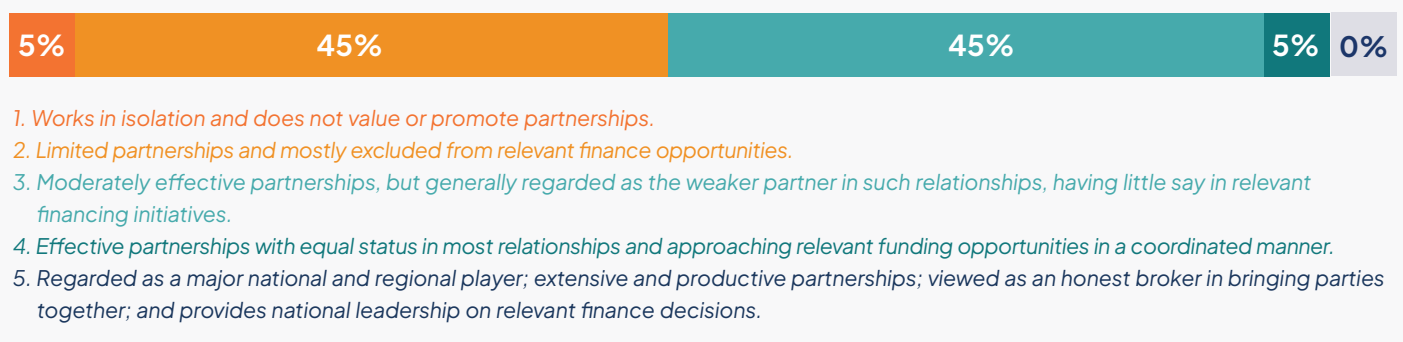 5% 45% 45% 5% 0%
1. Works in isolation and does not value or promote partnerships.
2. Limited partnerships and mostly excluded from relevant finance opportunities.
3. Moderately effective partnerships, but generally regarded as the weaker partner in such relationships, having little say in relevant
financing initiatives.
4. Effective partnerships with equal status in most relationships and approaching relevant funding opportunities in a coordinated manner.
5. Regarded as a major national and regional player; extensive and productive partnerships; viewed as an honest broker in bringing parties
together; and provides national leadership on relevant finance decisions.